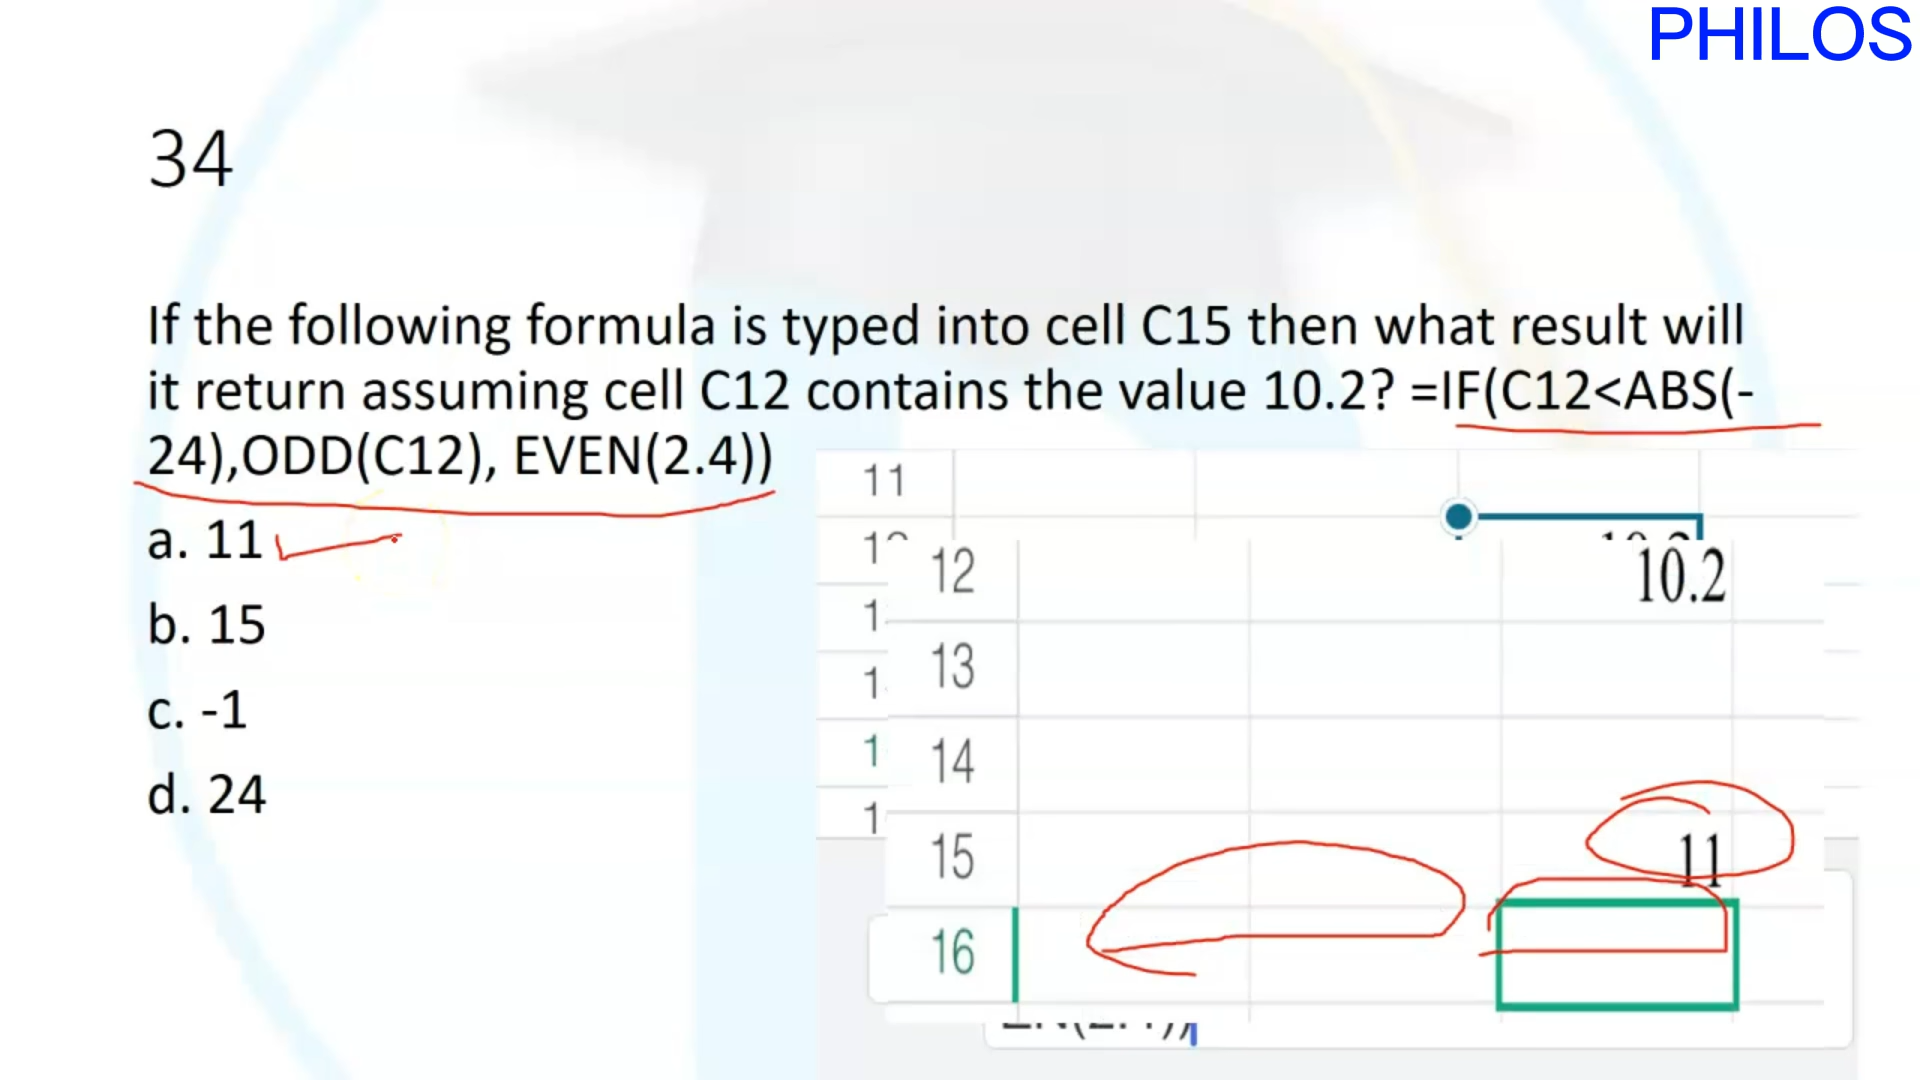 PHILOS
34
If the following formula is typed into cell C15 then what result will
it return assuming cell C12 contains the value 10.2? =IF(C12<ABS(-
24),ODD(C12), EVEN(2.4))
a. 11
b. 15
c. -1
d. 24
11
12 10.2
13
14
15 11
16